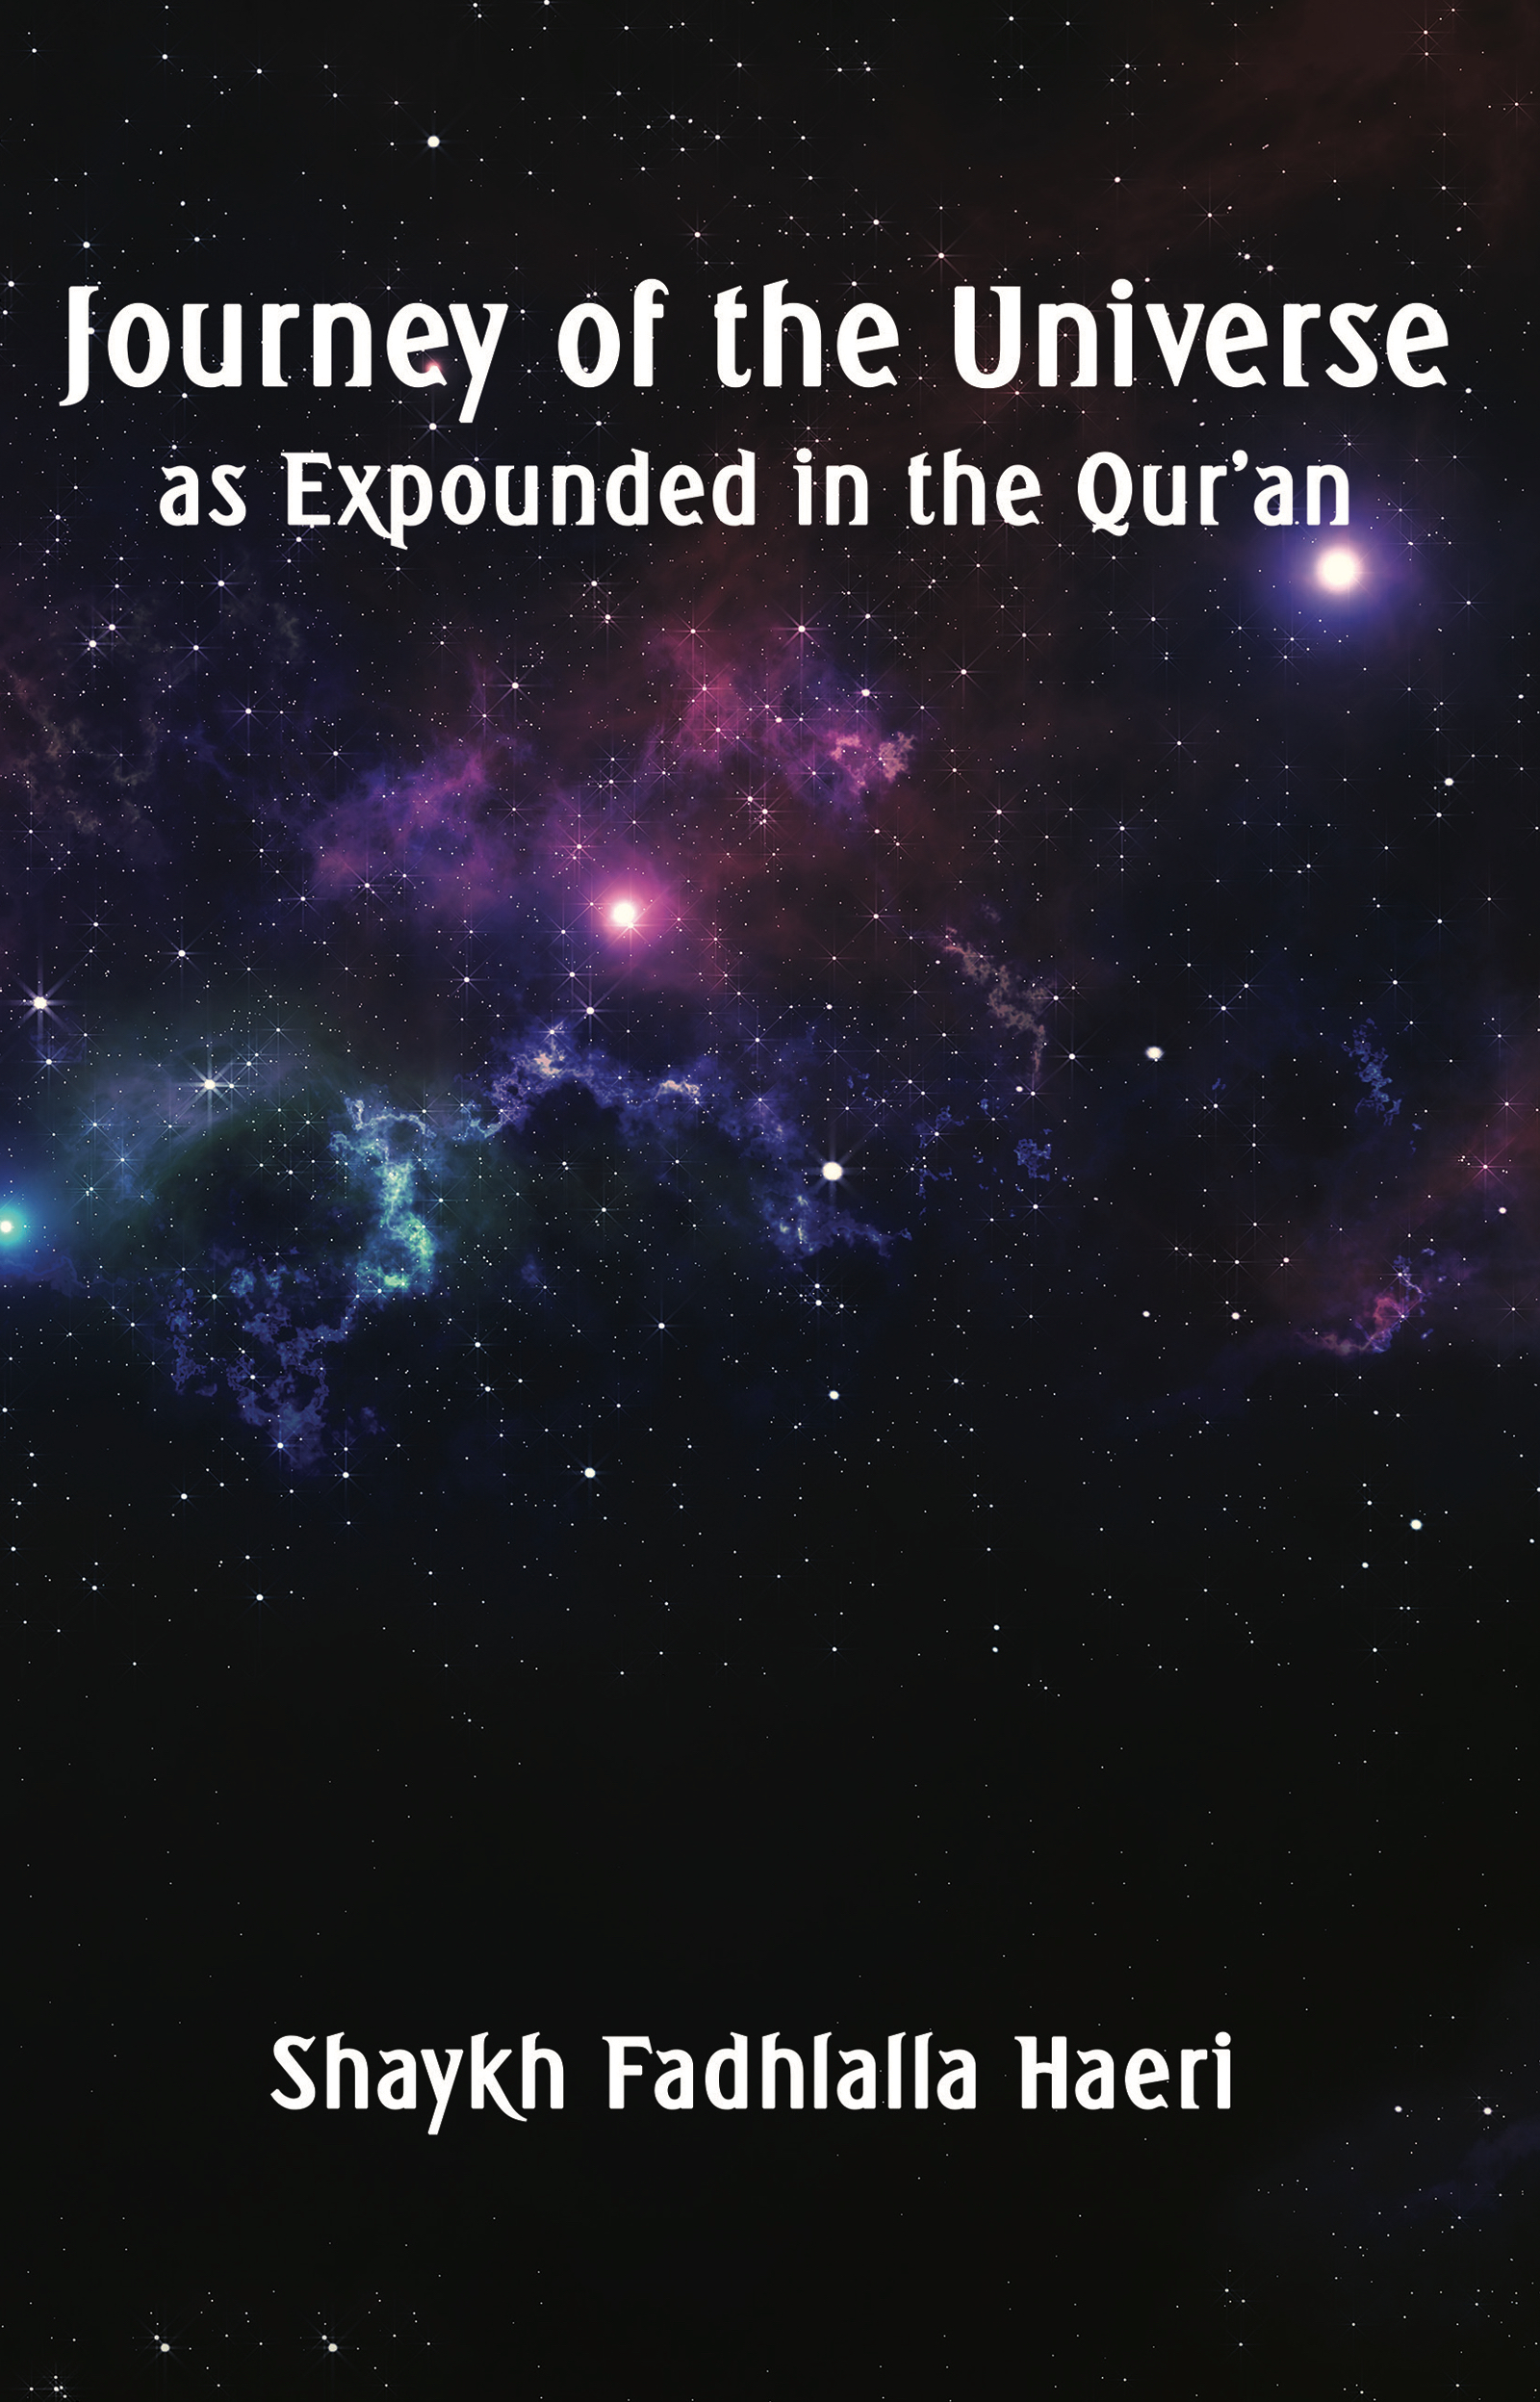 Journey of the Universe
as Expounded in the Qur’an
Shaykh Fadhlalla Haeri